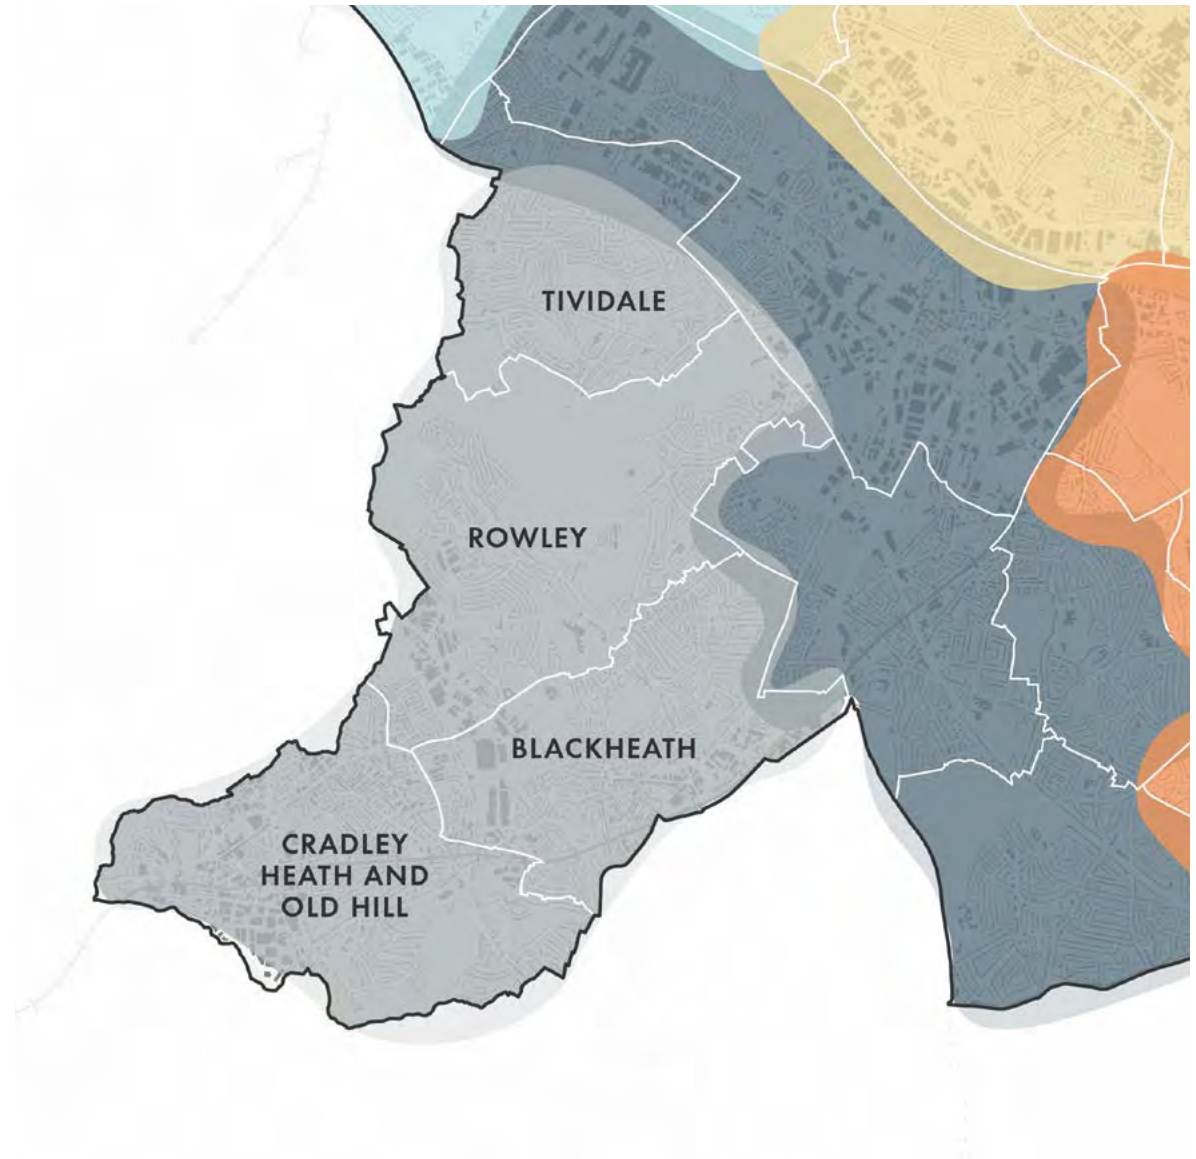 TIVIDALE
ROWLEY
BLACKHEATH
CRADLEY
HEATH AND
OLD HILL